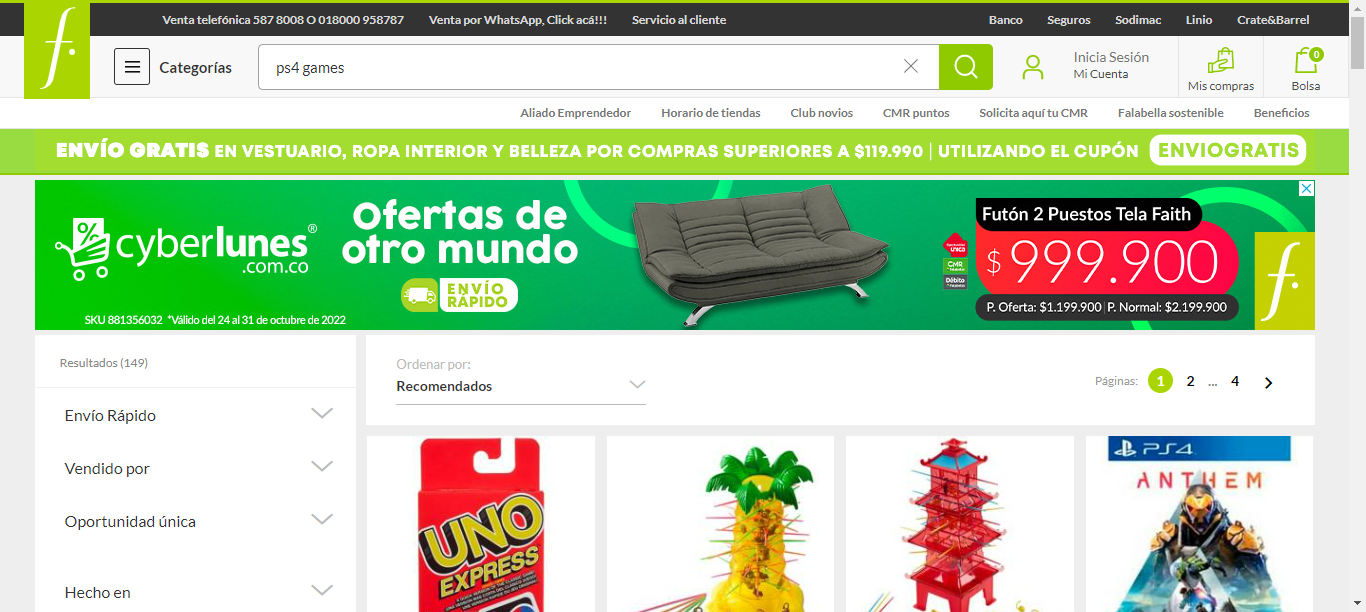 Venta telefónica 587 8008 O 018000 958787 Venta por WhatsApp, Click acá!!! Servicio al cliente Banco Seguros Sodimac Linio Crate&Barrel
f.
Categorías
ps4 games
Inicia Sesión
Mi Cuenta
Mis compras
0
Bolsa
Aliado Emprendedor Horario de tiendas Club novios CMR puntos Solicita aquí tu CMR Falabella sostenible Beneficios
ENVÍO GRATIS EN VESTUARIO, ROPA INTERIOR Y BELLEZA POR COMPRAS SUPERIORES A $119.990 | UTILIZANDO EL CUPÓN ENVIOGRATIS
%
cyberlunes®
.com.co
Ofertas de
otro mundo
ENVÍO
RÁPIDO
SKU 881356032 *Válido del 24 al 31 de octubre de 2022
Futón 2 Puestos Tela Faith
ÚNICA
CMR
Débito
$ 999.900
P. Oferta: $1.199.900 | P. Normal: $2.199.900
f.
Resultados (149)
Envío Rápido
Vendido por
Oportunidad única
Hecho en
Ordenar por:
Recomendados
Páginas: 1 2 ... 4
UNO
EXPRESS
PS4
ANTHEM